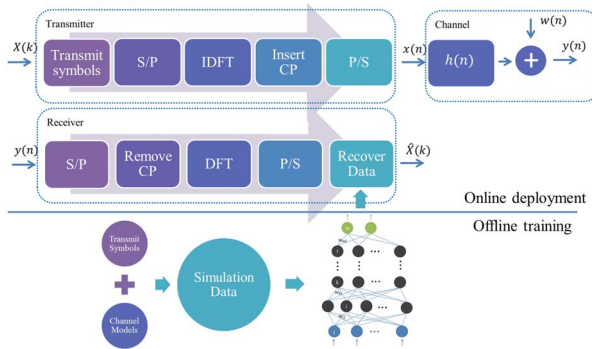 Transmitter
X(k)
Transmit symbols
S/P
IDFT
Insert CP
P/S
x(n)
Channel
h(n)
w(n)
+
y(n)
Receiver
y(n)
S/P
Remove CP
DFT
P/S
Recover Data
X̂(k)
Online deployment
Offline training
Transmit Symbols
+
Channel Models
Simulation Data